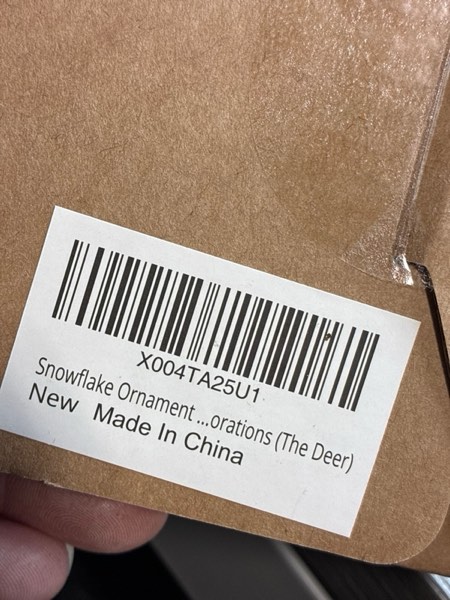 X004TA25U1
Snowflake Ornament ...orations (The Deer)
New Made In China